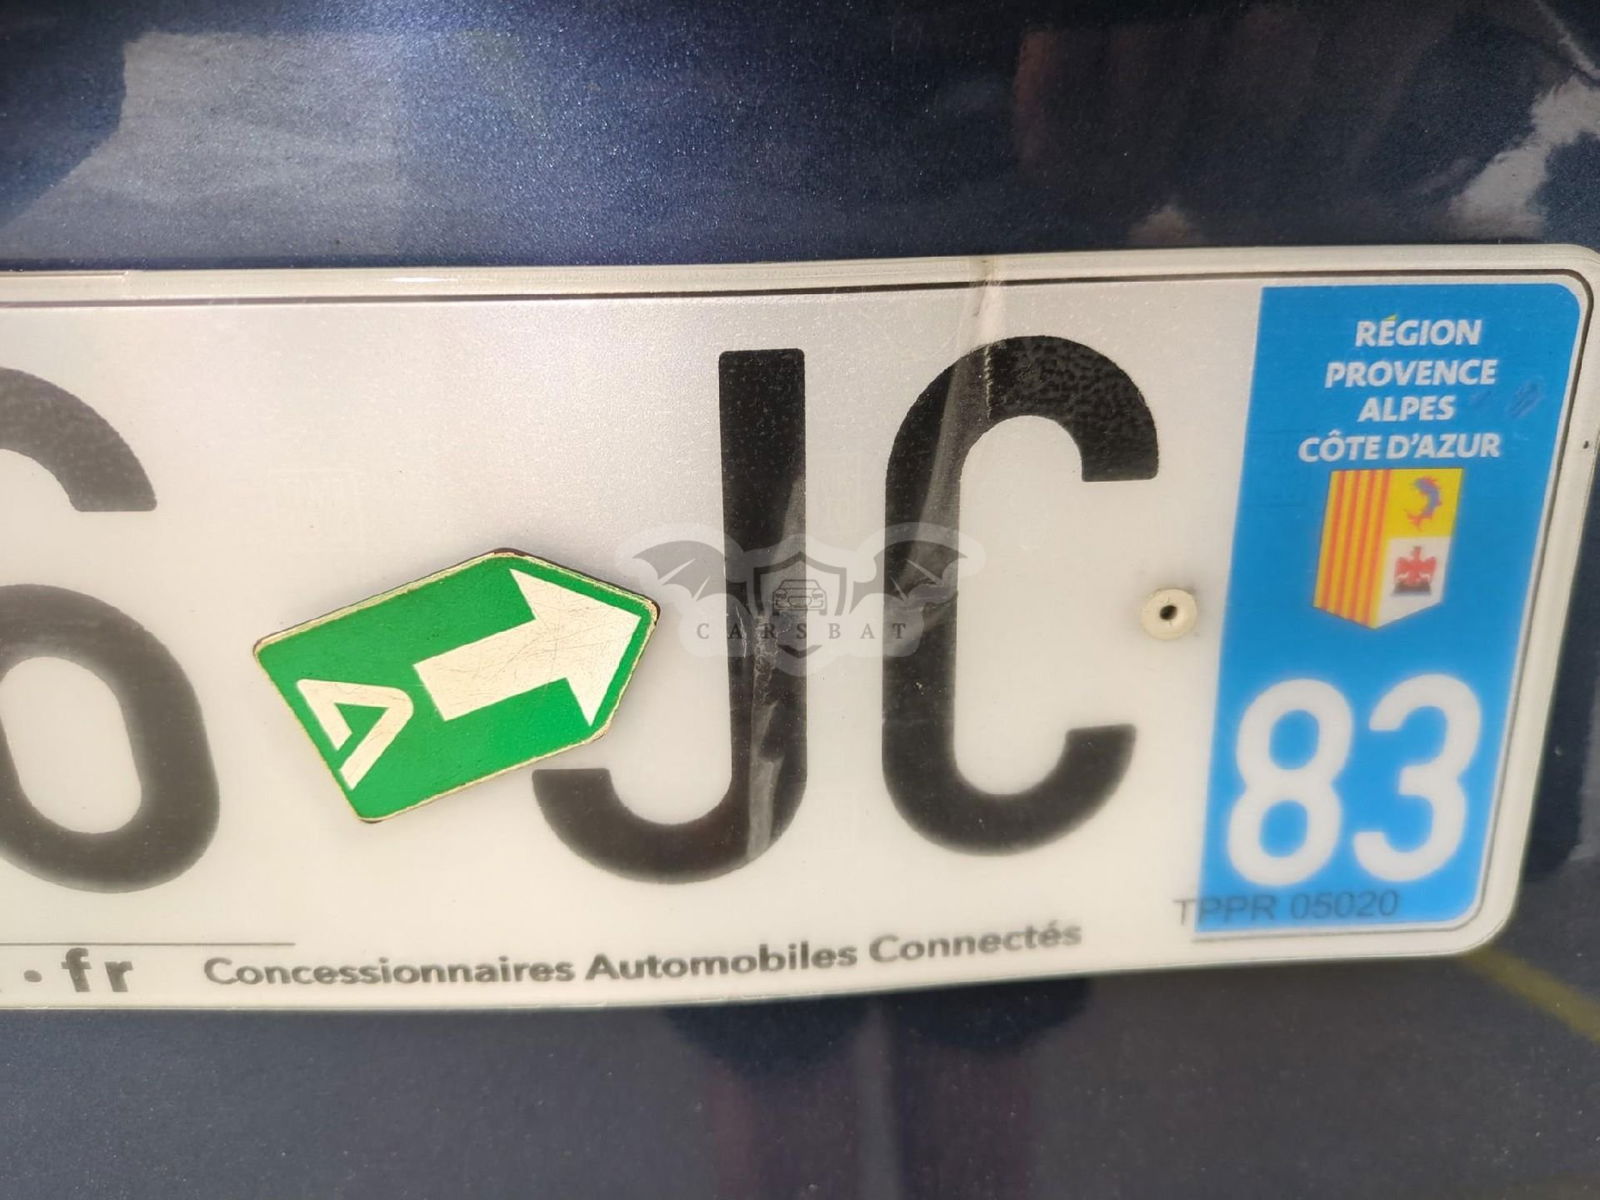 6 JC
RÉGION
PROVENCE
ALPES
CÔTE D'AZUR
83
TPPR 05020
.fr Concessionnaires Automobiles Connectés
CARSBAT